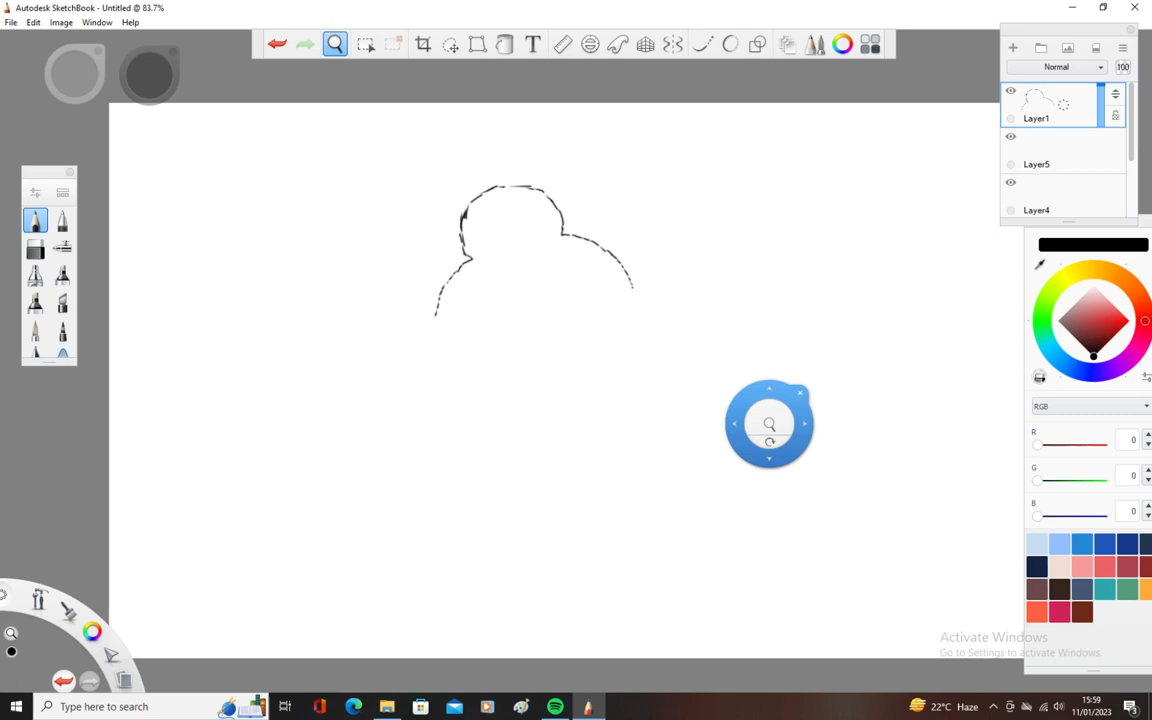 Autodesk SketchBook - Untitled @ 83.7%
File Edit Image Window Help
T
Normal 100
Layer1
Layer5
Layer4
RGB
R 0
G 0
B 0
Activate Windows
Go to Settings to activate Windows.
Type here to search
22°C Haze
15:59
11/01/2023
3